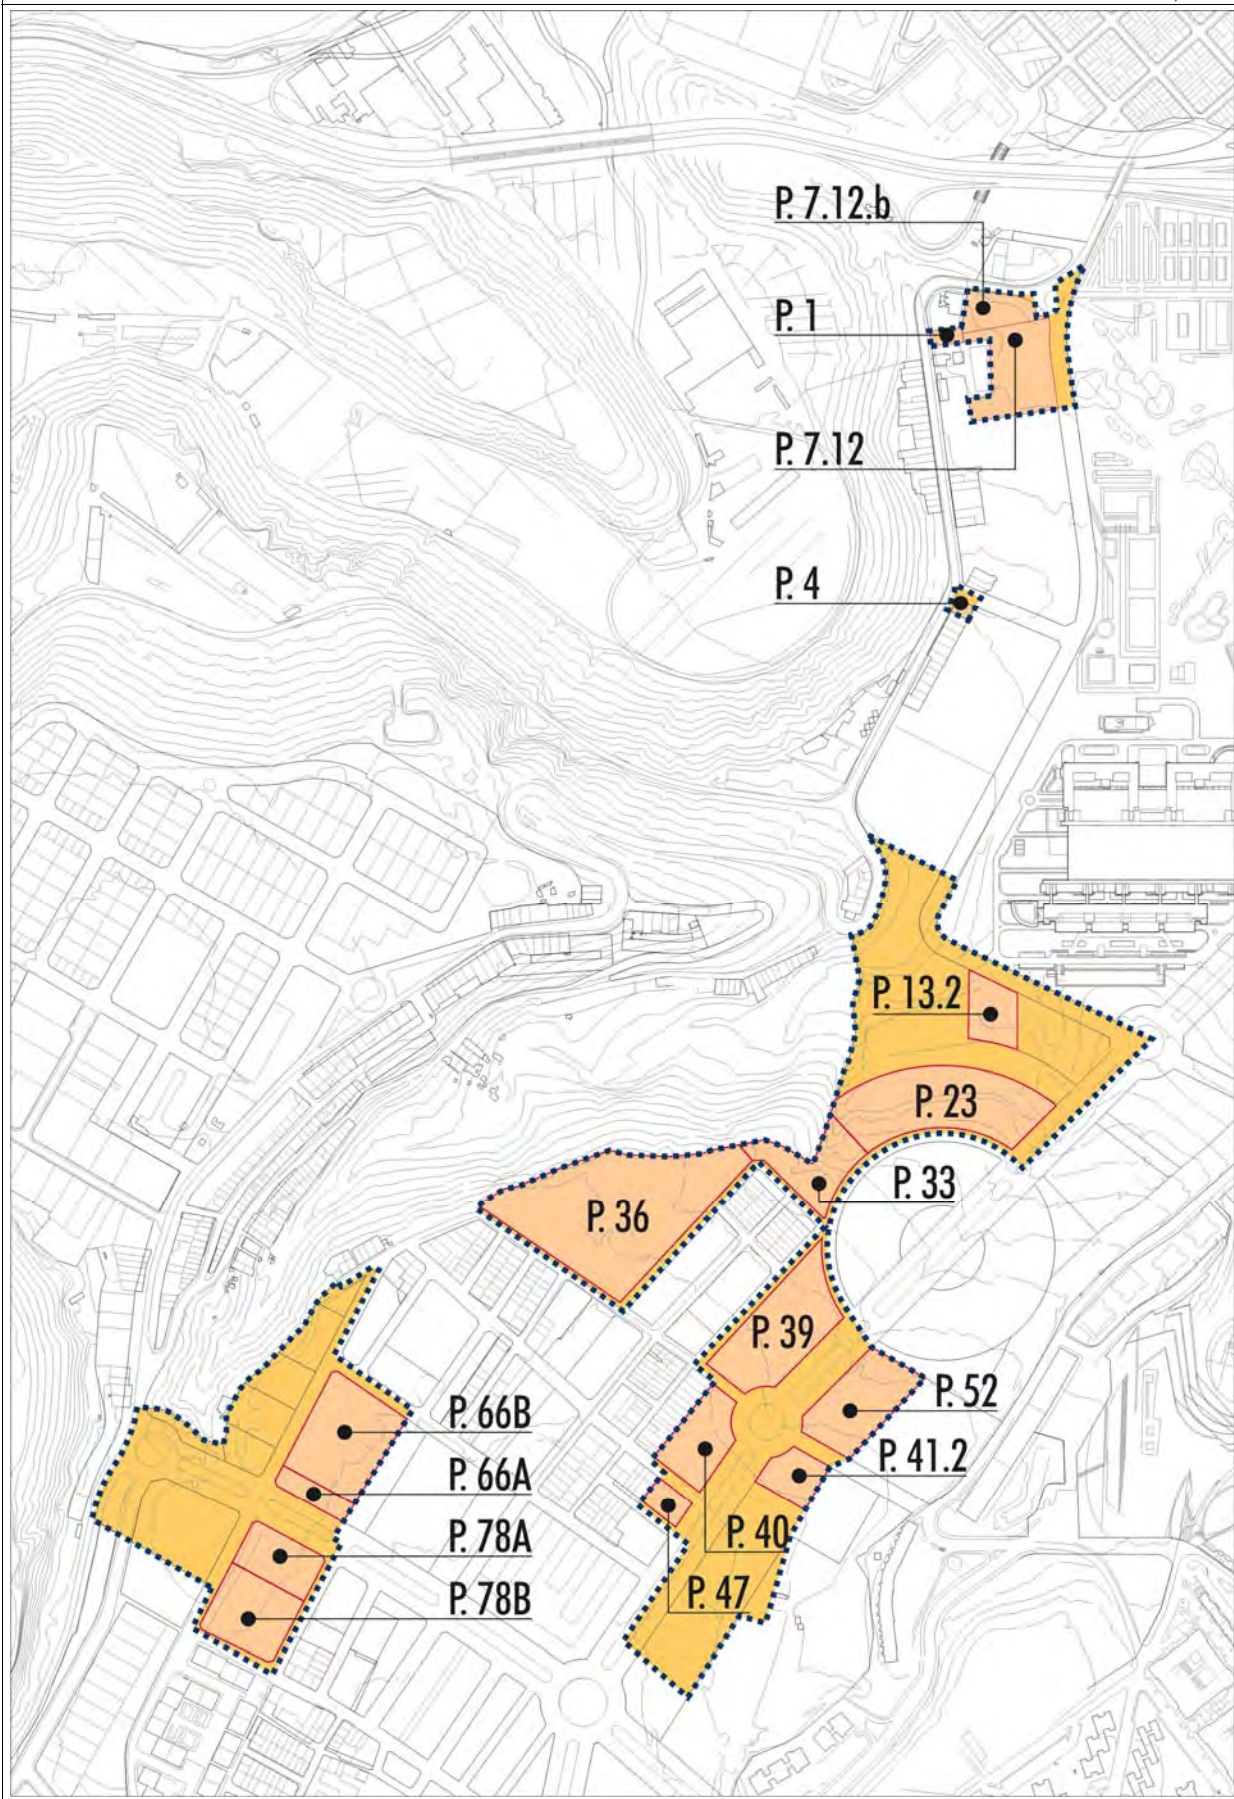 P. 7.12.b
P. 1
P. 7.12
P. 4
P. 13.2
P. 23
P. 33
P. 36
P. 39
P. 52
P. 66B
P. 41.2
P. 66A
P. 40
P. 78A
P. 47
P. 78B